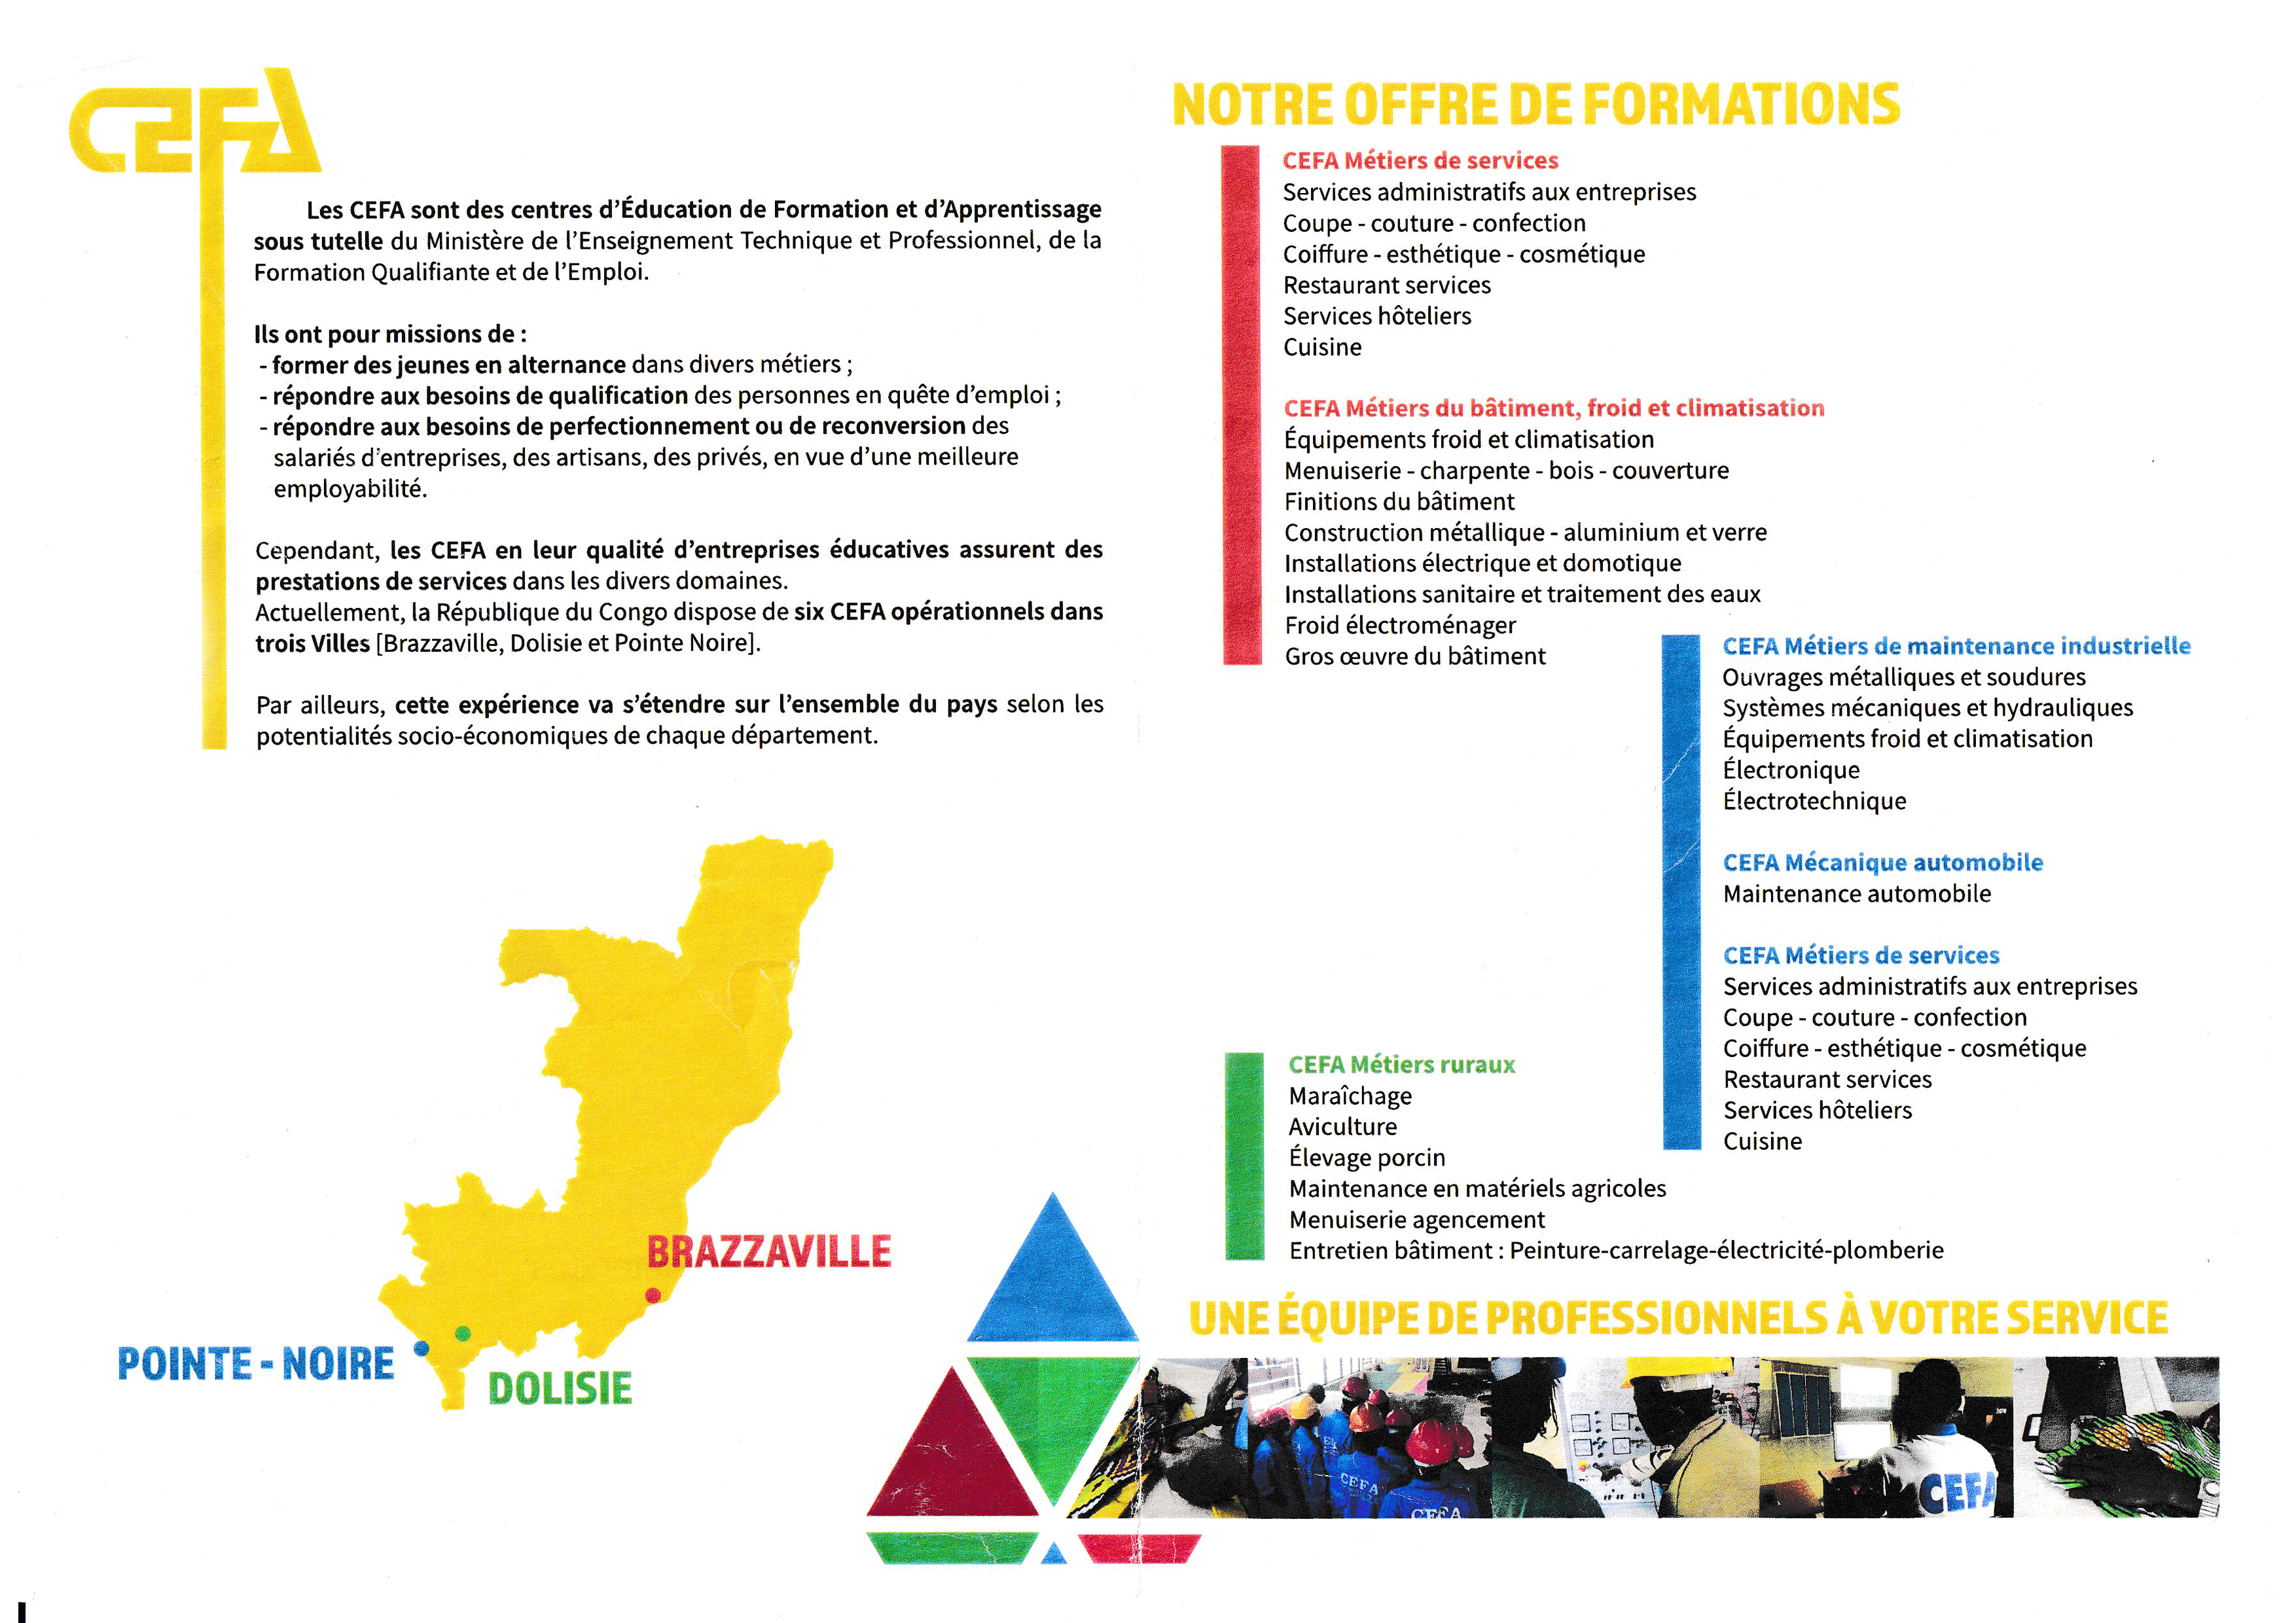 CEFA
Les CEFA sont des centres d'Éducation de Formation et d'Apprentissage
sous tutelle du Ministère de l'Enseignement Technique et Professionnel, de la
Formation Qualifiante et de l'Emploi.
Ils ont pour missions de :
- former des jeunes en alternance dans divers métiers ;
- répondre aux besoins de qualification des personnes en quête d'emploi ;
- répondre aux besoins de perfectionnement ou de reconversion des
salariés d'entreprises, des artisans, des privés, en vue d'une meilleure
employabilité.
Cependant, les CEFA en leur qualité d'entreprises éducatives assurent des
prestations de services dans les divers domaines.
Actuellement, la République du Congo dispose de six CEFA opérationnels dans
trois Villes [Brazzaville, Dolisie et Pointe Noire].
Par ailleurs, cette expérience va s'étendre sur l'ensemble du pays selon les
potentialités socio-économiques de chaque département.
BRAZZAVILLE
POINTE - NOIRE
DOLISIE
NOTRE OFFRE DE FORMATIONS
CEFA Métiers de services
Services administratifs aux entreprises
Coupe - couture - confection
Coiffure - esthétique - cosmétique
Restaurant services
Services hôteliers
Cuisine
CEFA Métiers du bâtiment, froid et climatisation
Équipements froid et climatisation
Menuiserie - charpente - bois - couverture
Finitions du bâtiment
Construction métallique - aluminium et verre
Installations électrique et domotique
Installations sanitaire et traitement des eaux
Froid électroménager
Gros œuvre du bâtiment
CEFA Métiers de maintenance industrielle
Ouvrages métalliques et soudures
Systèmes mécaniques et hydrauliques
Équipements froid et climatisation
Électronique
Électrotechnique
CEFA Mécanique automobile
Maintenance automobile
CEFA Métiers de services
Services administratifs aux entreprises
Coupe - couture - confection
Coiffure - esthétique - cosmétique
Restaurant services
Services hôteliers
Cuisine
CEFA Métiers ruraux
Maraîchage
Aviculture
Élevage porcin
Maintenance en matériels agricoles
Menuiserie agencement
Entretien bâtiment : Peinture-carrelage-électricité-plomberie
UNE ÉQUIPE DE PROFESSIONNELS À VOTRE SERVICE
CEFA
CEFA
CEFA